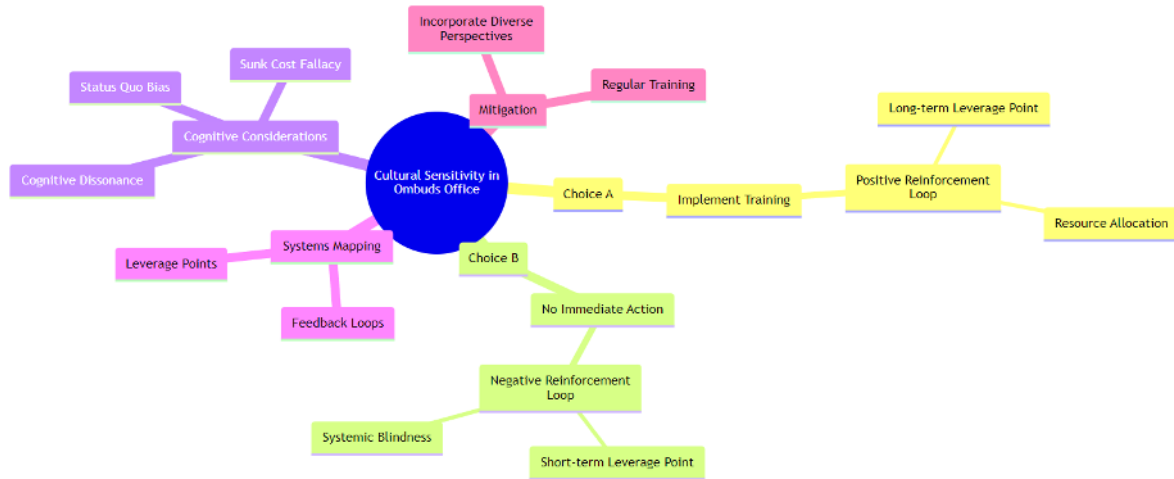 Incorporate Diverse
Perspectives
Sunk Cost Fallacy
Status Quo Bias
Regular Training
Mitigation
Long-term Leverage Point
Cognitive Considerations
Cognitive Dissonance
Cultural Sensitivity in
Ombuds Office
Choice A
Implement Training
Positive Reinforcement
Loop
Resource Allocation
Systems Mapping
Leverage Points
Feedback Loops
Choice B
No Immediate Action
Negative Reinforcement
Loop
Systemic Blindness
Short-term Leverage Point